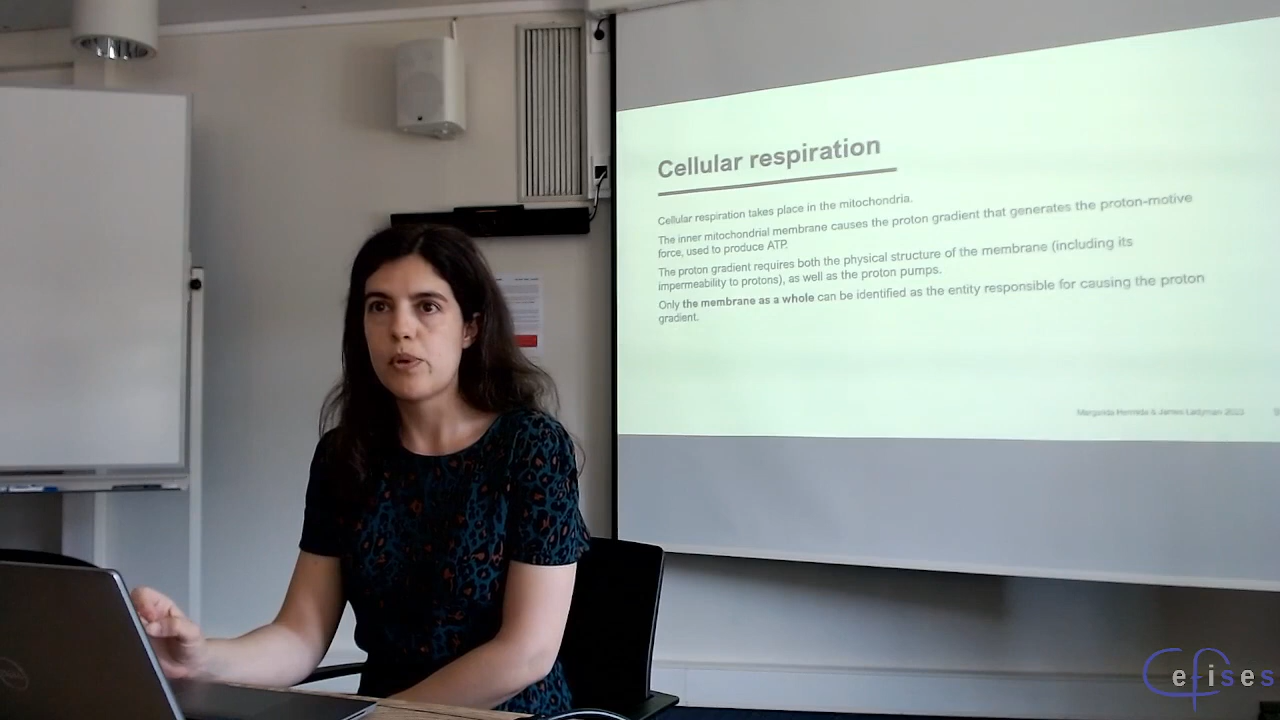 Cellular respiration
Cellular respiration takes place in the mitochondria.
The inner mitochondrial membrane causes the proton gradient that generates the proton-motive
force, used to produce ATP.
The proton gradient requires both the physical structure of the membrane (including its
impermeability to protons), as well as the proton pumps.
Only the membrane as a whole can be identified as the entity responsible for causing the proton
gradient.
Margarida Hermida & James Ladyman 2023
Cefises